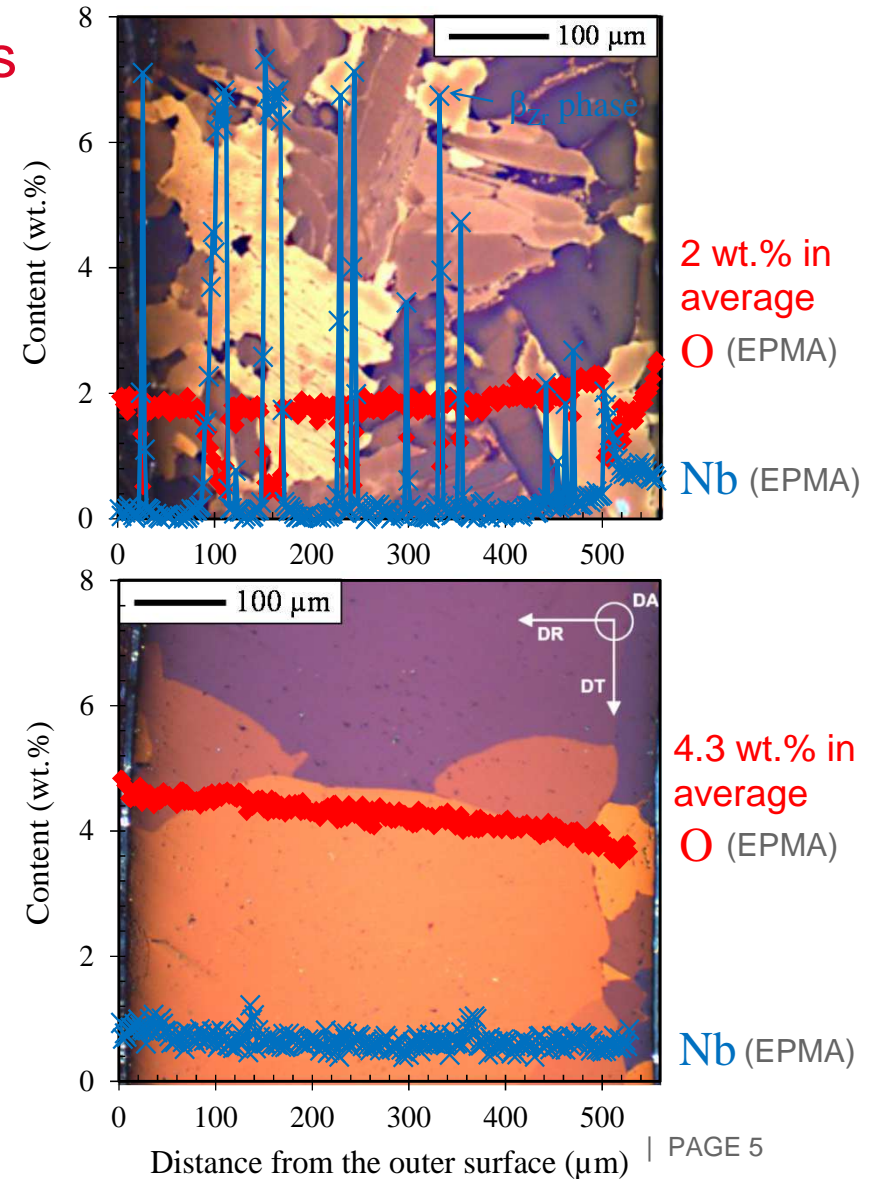 s
8
100 µm
βZr phase
6
Content (wt.%)
4
2 wt.% in
average
O (EPMA)
2
Nb (EPMA)
0
0 100 200 300 400 500
8
100 µm
DA
DR
DT
6
Content (wt.%)
4.3 wt.% in
average
4
O (EPMA)
2
Nb (EPMA)
0
0 100 200 300 400 500
Distance from the outer surface (µm)
| PAGE 5